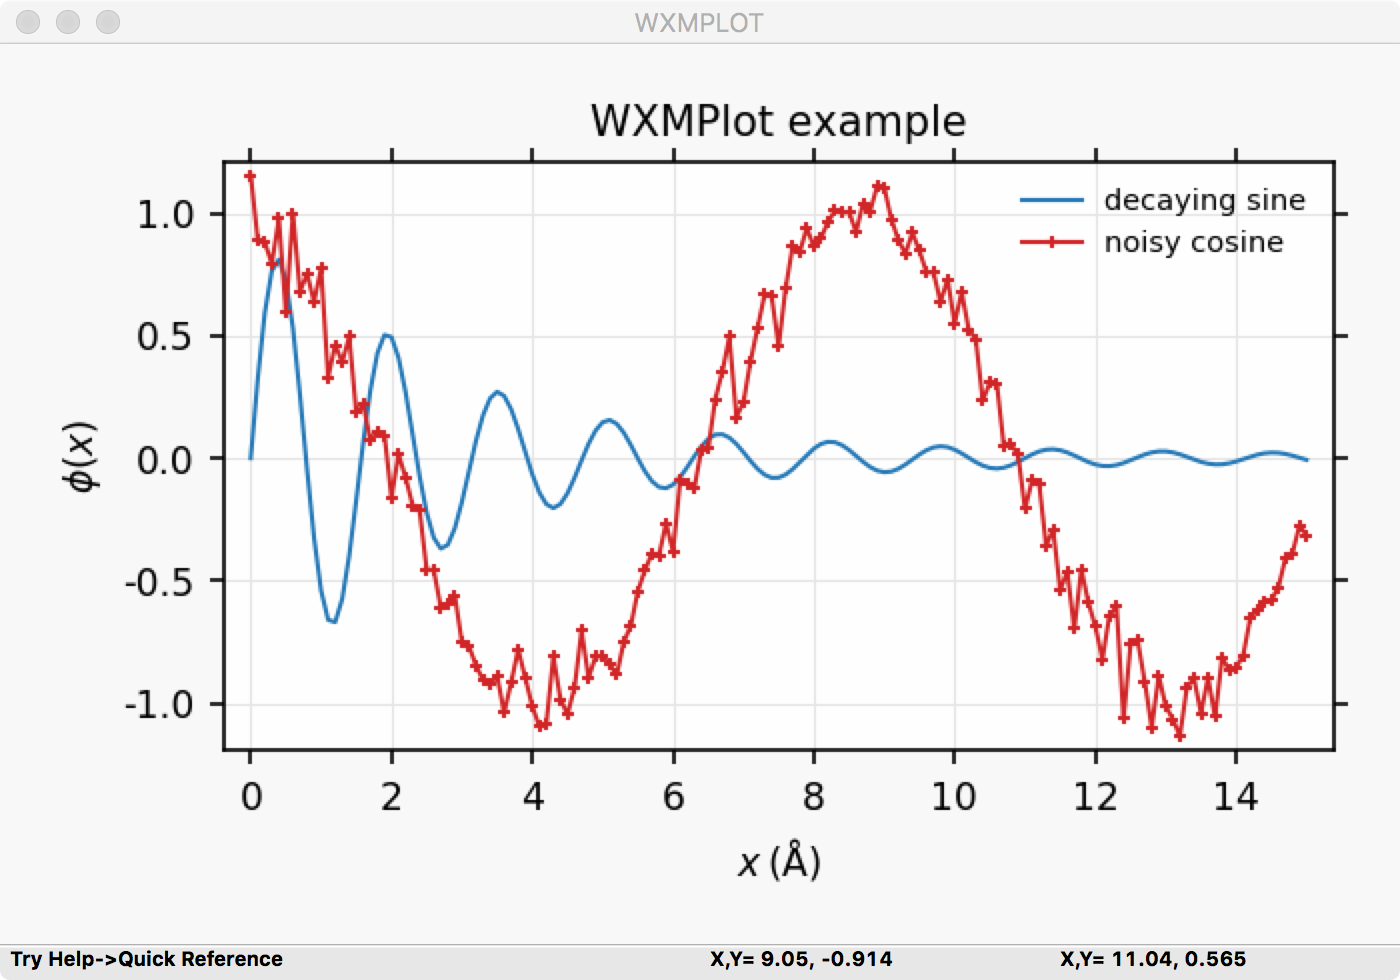 WXMPLOT
WXMPlot example
decaying sine
noisy cosine
1.0
0.5
0.0
-0.5
-1.0
ϕ(x)
0 2 4 6 8 10 12 14
x (Å)
Try Help->Quick Reference X,Y= 9.05, -0.914 X,Y= 11.04, 0.565